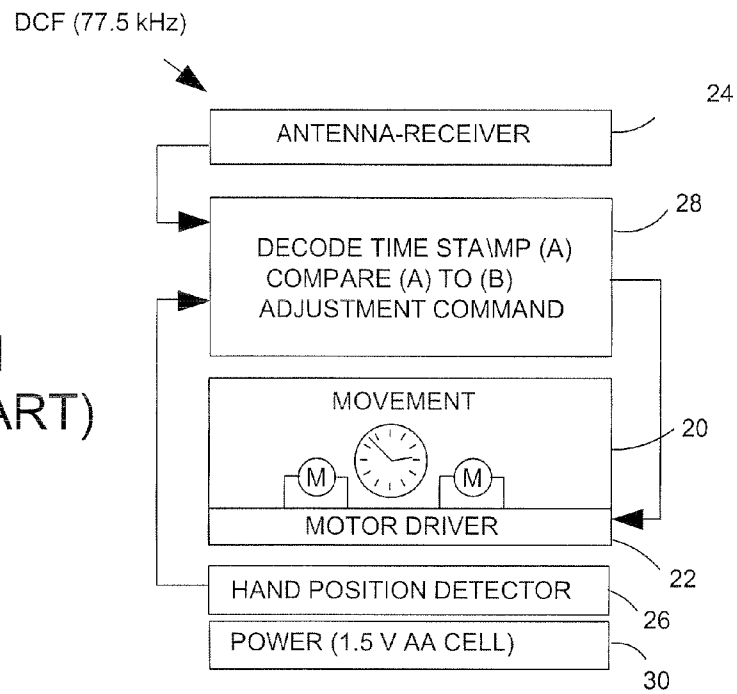 DCF (77.5 kHz)
24
ANTENNA-RECEIVER
28
DECODE TIME STA\MP (A)
COMPARE (A) TO (B)
ADJUSTMENT COMMAND
ART)
MOVEMENT
20
M
M
MOTOR DRIVER
22
HAND POSITION DETECTOR
26
POWER (1.5 V AA CELL)
30